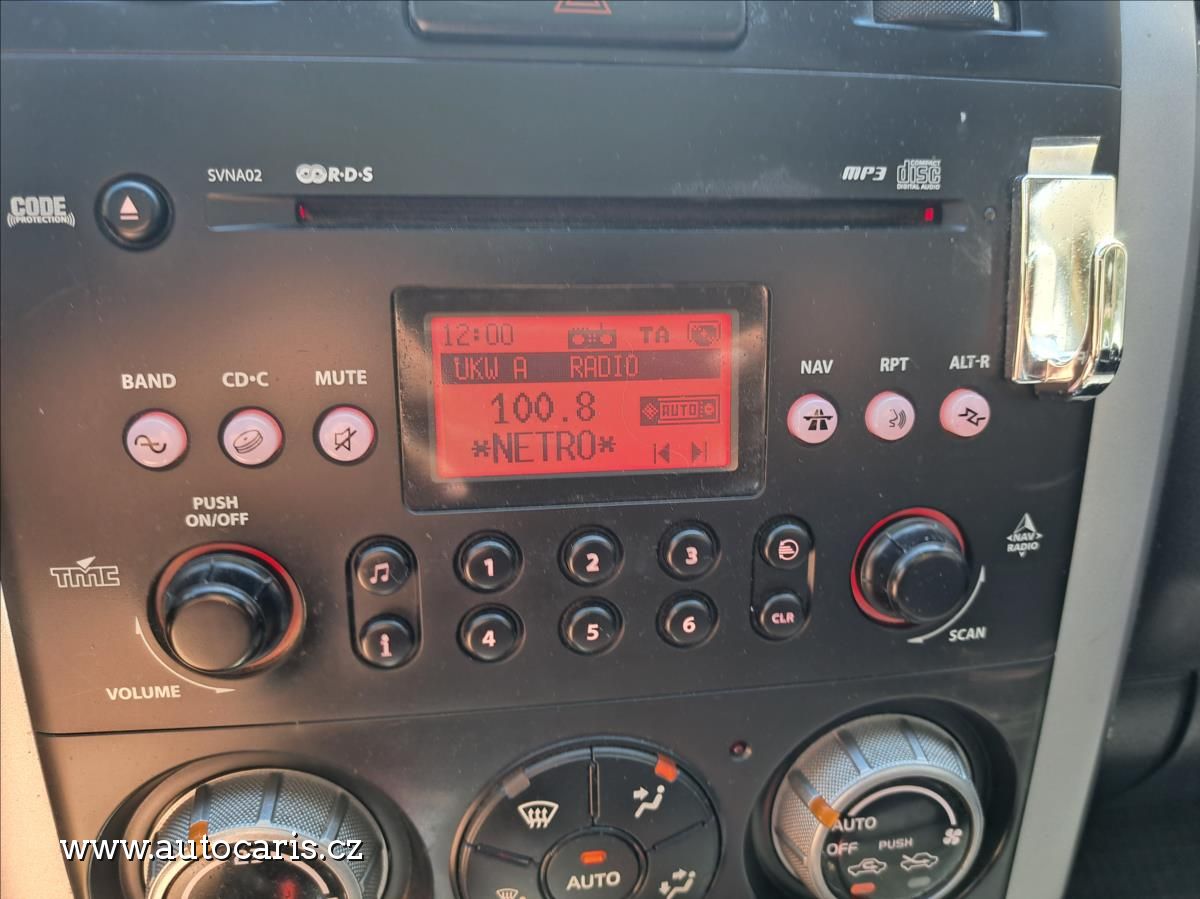 SVNA02
R·D·S
MP3
COMPACT
disc
DIGITAL AUDIO
CODE
PROTECTION
12:00
TA
UKW A RADIO
100.8
AUTO
*NETRO*
BAND
CD•C
MUTE
NAV
RPT
ALT-R
PUSH
ON/OFF
TMC
VOLUME
1
2
3
4
5
6
i
CLR
NAV
RADIO
SCAN
AUTO
OFF
PUSH
AUTO
www.autocaris.cz